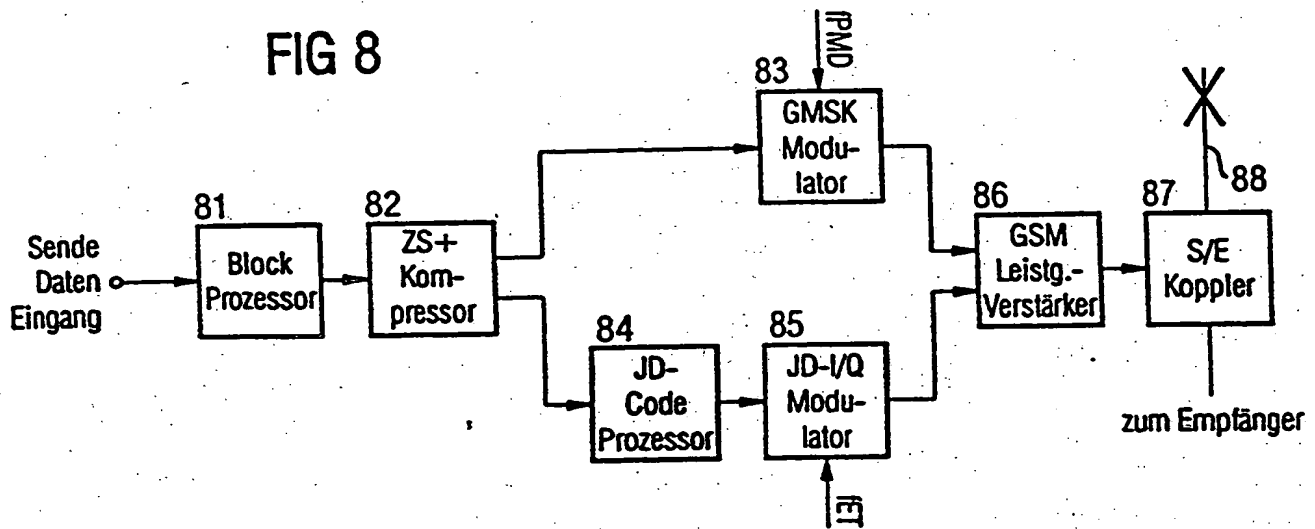 FIG 8
fPMD
83
GMSK
Modu-
lator
81
Block
Prozessor
82
ZS+
Kom-
pressor
Sende
Daten
Eingang
84
JD-
Code
Prozessor
85
JD-I/Q
Modu-
lator
fET
86
GSM
Leistg.-
Verstärker
87
S/E
Koppler
88
zum Empfänger